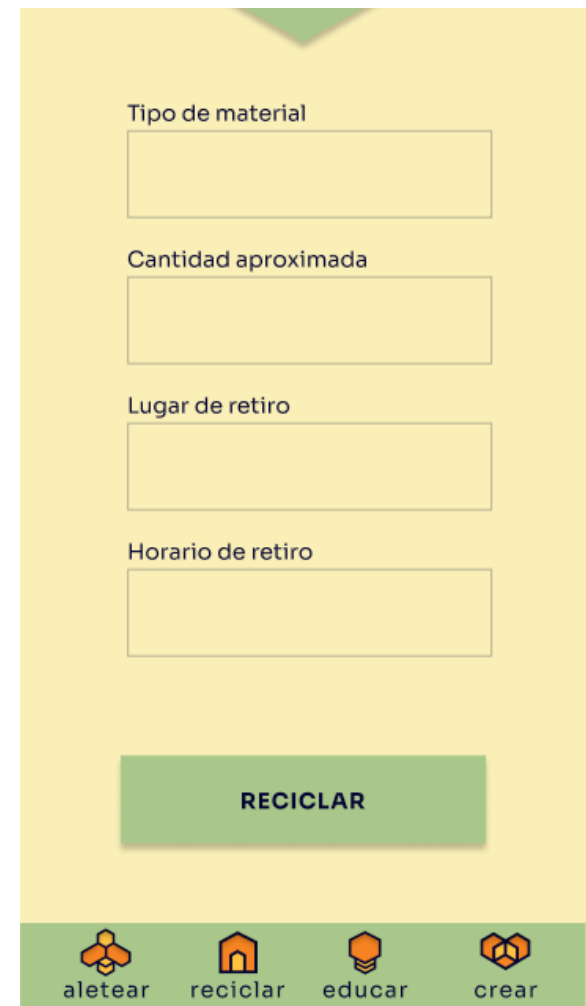 Tipo de material
Cantidad aproximada
Lugar de retiro
Horario de retiro
RECICLAR
aletear reciclar educar crear